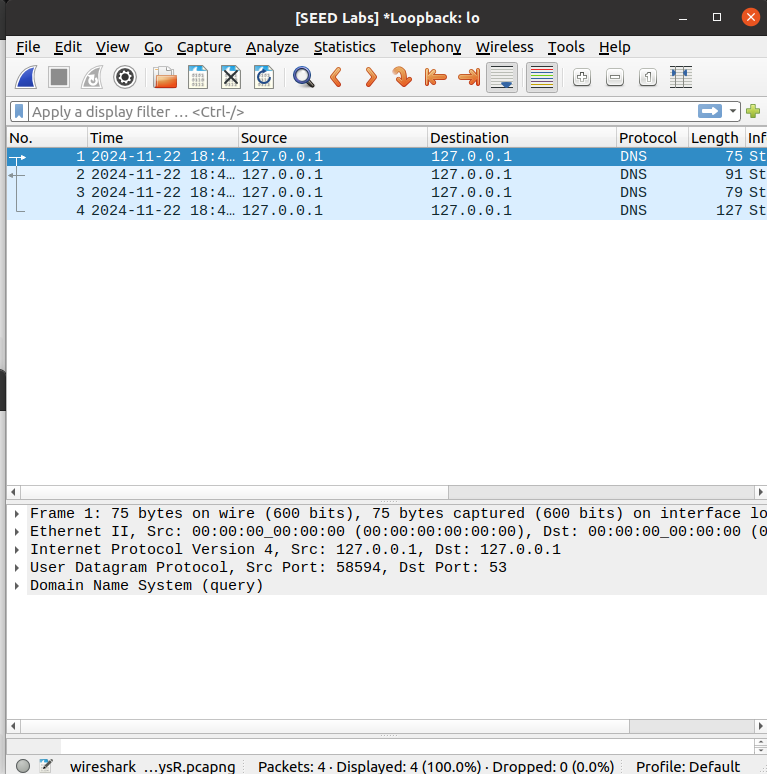 [SEED Labs] *Loopback: lo
File Edit View Go Capture Analyze Statistics Telephony Wireless Tools Help
Apply a display filter … <Ctrl-/>
No. Time Source Destination Protocol Length Inf
1 2024-11-22 18:4… 127.0.0.1 127.0.0.1 DNS 75 St
2 2024-11-22 18:4… 127.0.0.1 127.0.0.1 DNS 91 St
3 2024-11-22 18:4… 127.0.0.1 127.0.0.1 DNS 79 St
4 2024-11-22 18:4… 127.0.0.1 127.0.0.1 DNS 127 St
Frame 1: 75 bytes on wire (600 bits), 75 bytes captured (600 bits) on interface lo
Ethernet II, Src: 00:00:00_00:00:00 (00:00:00:00:00:00), Dst: 00:00:00_00:00:00 (0
Internet Protocol Version 4, Src: 127.0.0.1, Dst: 127.0.0.1
User Datagram Protocol, Src Port: 58594, Dst Port: 53
Domain Name System (query)
wireshark_…ysR.pcapng Packets: 4 · Displayed: 4 (100.0%) · Dropped: 0 (0.0%) Profile: Default